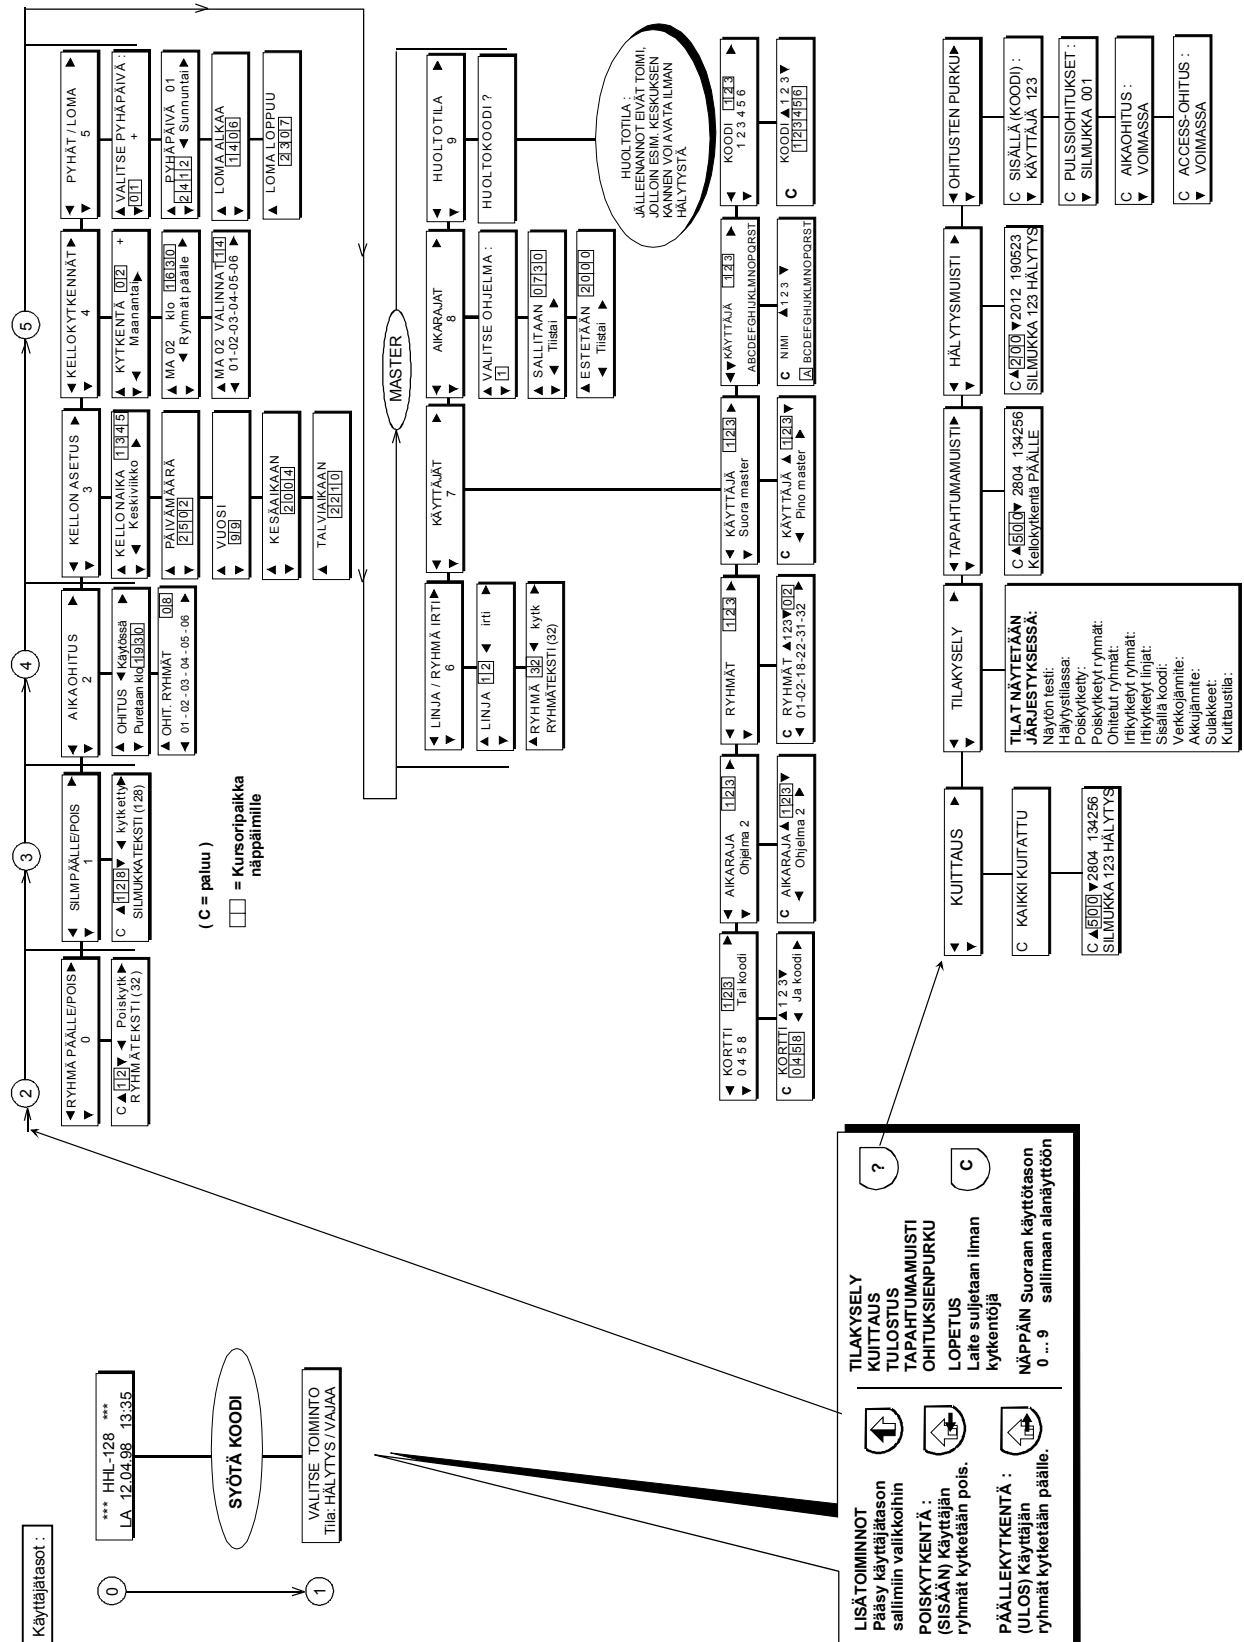 Käyttäjätasot :
0
*** HHL-128 ***
LA 12.04.98 13:35
SYÖTÄ KOODI
1
VALITSE TOIMINTO
Tila: HÄLYTYS / VAJAA
LISÄTOIMINNOT
Pääsy käyttäjätason
sallimiin valikkoihin
POISKYTKENTÄ :
(SISÄÄN) Käyttäjän
ryhmät kytketään pois.
PÄÄLLEKYTKENTÄ :
(ULOS) Käyttäjän
ryhmät kytketään päälle.
TILAKYSELY
KUITTAUS
TULOSTUS
TAPAHTUMAMUISTI
OHITUKSIENPURKU
?
LOPETUS
Laite suljetaan ilman
kytkentöjä
C
NÄPPÄIN Suoraan käyttötason
0 ... 9 sallimaan alanäyttöön
2
3
4
5
◄RYHMÄ PÄÄLLE/POIS►
▼ 0
C ▲12▼ ◄ Poiskytk►
RYHMÄTEKSTI (32)
◄ SILM PÄÄLLE/POIS ►
▼ 1
C ▲128▼ ◄ kytketty►
SILMUKKATEKSTI (128)
( C = paluu )
= Kursoripaikka
näppäimille
◄ AIKAOHITUS ►
▼ 2
▲ OHITUS ◄ Käytössä ►
▼ Puretaan klo 1930
▲ OHIT. RYHMÄT 08
◄ 01 - 02 - 03 - 04 - 05 - 06 ►
◄ KELLON ASETUS ►
▼ 3
▲ KELLONAIKA 1345
▼ ◄ Keskiviikko ►
▲ PÄIVÄMÄÄRÄ
▼ 2502
▲ VUOSI
▼ 99
▲ KESÄAIKAAN
▼ 2004
▲ TALVIAIKAAN
2210
◄ KELLOKYTKENNÄT►
▼ 4
▲ KYTKENTÄ 02 +
▼ ◄ Maanantai►
▲ MA 02 klo 1630
▼ ◄ Ryhmät päälle ►
▲ MA 02 VALINNAT 14
◄ 01-02-03-04-05-06 ►
◄ PYHÄT / LOMA ►
▼ 5
▲ VALITSE PYHÄPÄIVÄ :
▼ 01 +
▲ PYHÄPÄIVÄ 01
▼ 2412 ◄ Sunnuntai ►
▲ LOMA ALKAA
▼ 1406
▲ LOMA LOPPUU
2307
MASTER
◄ LINJA / RYHMÄ IRTI►
▼ 6
▲ LINJA 12 ◄ irti
▼
▲ RYHMÄ 32 ◄ kytk
▼ RYHMÄTEKSTI (32)
◄ KÄYTTÄJÄT ►
▼ 7
◄ AIKARAJAT ►
▼ 8
▲ VALITSE OHJELMA :
▼ 1
▲ SALLITAAN 0730
▼ ◄ Tiistai ►
▲ ESTETÄÄN 2000
◄ Tiistai ►
◄ HUOLTOTILA ►
▼ 9
HUOLTOKOODI ?
HUOLTOTILA :
JÄLLEENANNOT EIVÄT TOIMI,
JOLLOIN ESIM. KESKUKSEN
KANNEN VOI AVATA ILMAN
HÄLYTYSTÄ.
◄ KORTTI 123 ►
▼ 0458 Tai koodi
C KORTTI ▲123▼
0458 ◄ Ja koodi►
◄ AIKARAJA 123 ►
▼ Ohjelma 2
C AIKARAJA▲ 123▼
◄ Ohjelma 2 ►
◄ RYHMÄT 123 ►
▼
C RYHMÄT ▲123▼02
◄ 01-02-18-22-31-32 ►
◄ KÄYTTÄJÄ 123 ►
▼ Suora master
C KÄYTTÄJÄ ▲ 123▼
◄ Pino master ►
◄▼KÄYTTÄJÄ 123 ►
ABCDEFGHIJKLMNOPQRST
C NIMI ▲123 ▼
ABCDEFGHIJKLMNOPQRST
◄ KOODI 123 ►
▼ 123456
C KOODI ▲123▼
123456
◄ KUITTAUS ►
▼
C KAIKKI KUITATTU
C ▲500▼2804 134256
SILMUKKA 123 HÄLYTYS
◄ TILAKYSELY ►
▼
TILAT NÄYTETÄÄN
JÄRJESTYKSESSÄ:
Näytön testi:
Hälytystilassa:
Poiskytketty:
Poiskytketyt ryhmät:
Ohitetut ryhmät:
Irtikytketyt ryhmät:
Irtikytketyt linjat:
Sisällä koodi:
Verkkojännite:
Akkujännite:
Sulakkeet:
Kuittaustila:
◄ TAPAHTUMAMUISTI►
▼
C▲500▼ 2804 134256
Kellokytkentä PÄÄLLE
◄ HÄLYTYSMUISTI ►
▼
C▲200▼2012 190523
SILMUKKA 123 HÄLYTYS
◄ OHITUSTEN PURKU►
▼
C SISÄLLÄ (KOODI) :
▼ KÄYTTÄJÄ 123
C PULSSIOHITUKSET :
▼ SILMUKKA 001
C AIKAOHITUS :
▼ VOIMASSA
C ACCESS-OHITUS :
▼ VOIMASSA